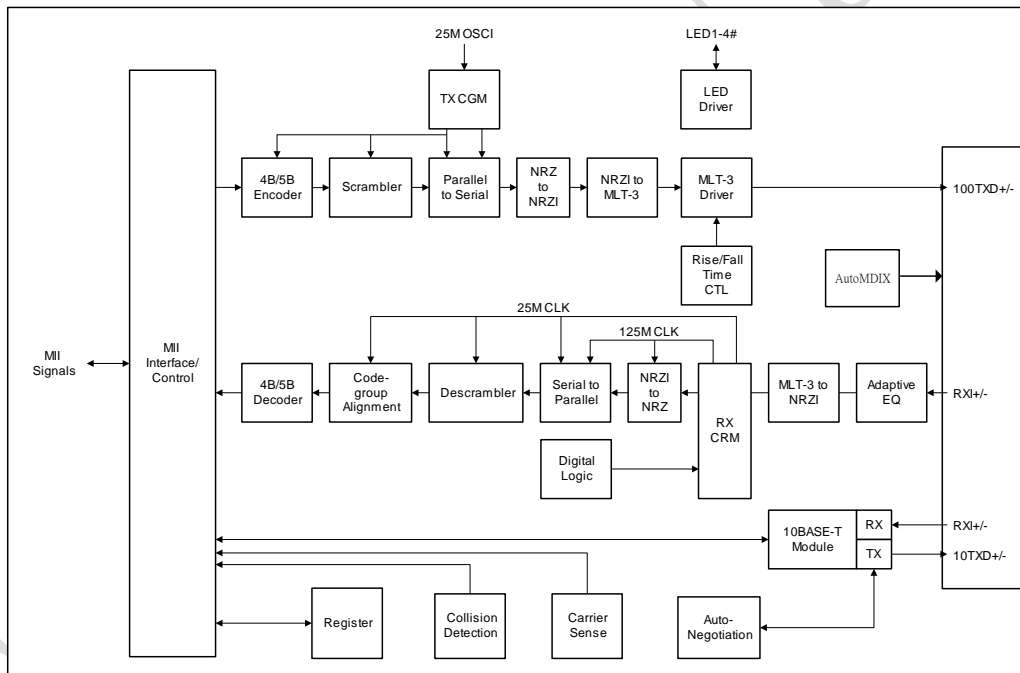 25M OSCI
LED1-4#
TX CGM
LED
Driver
4B/5B
Encoder
Scrambler
Parallel
to Serial
NRZ
to
NRZI
NRZI to
MLT-3
MLT-3
Driver
100TXD+/-
Rise/Fall
Time
CTL
AutoMDIX
25M CLK
125M CLK
MII
Signals
MII
Interface/
Control
4B/5B
Decoder
Code-
group
Alignment
Descrambler
Serial to
Parallel
NRZI
to
NRZ
RX
CRM
MLT-3 to
NRZI
Adaptive
EQ
RXI+/-
Digital
Logic
10BASE-T
Module
RX
TX
RXI+/-
10TXD+/-
Register
Collision
Detection
Carrier
Sense
Auto-
Negotiation